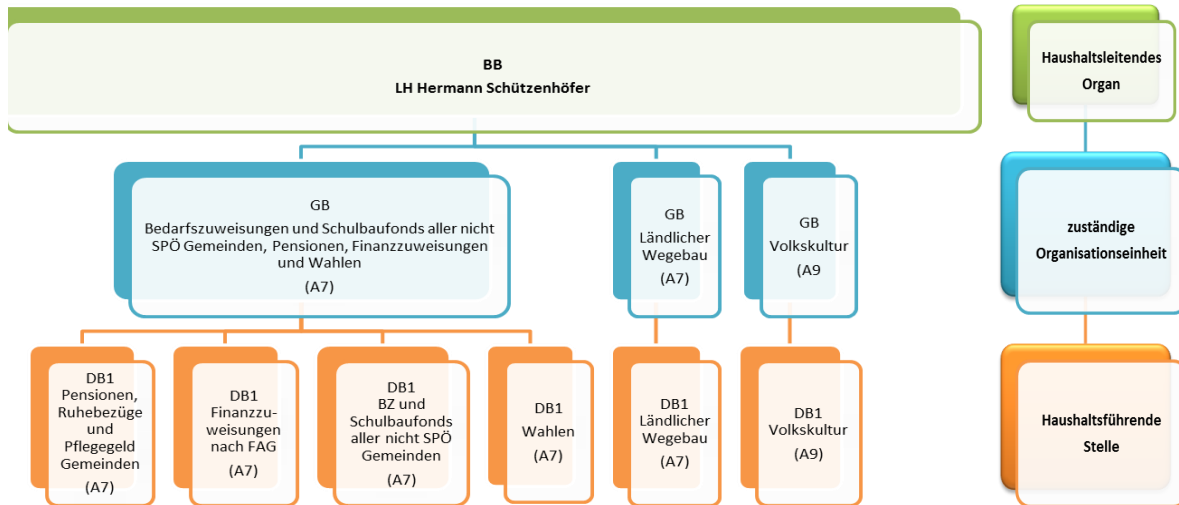 BB
LH Hermann Schützenhöfer
Haushaltsleitendes
Organ
GB
Bedarfszuweisungen und Schulbaufonds aller nicht
SPÖ Gemeinden, Pensionen, Finanzzuweisungen
und Wahlen
(A7)
GB
Ländlicher
Wegebau
(A7)
GB
Volkskultur
(A9
zuständige
Organisationseinheit
DB1
Pensionen,
Ruhebezüge
und
Pflegegeld
Gemeinden
(A7)
DB1
Finanzzu-
weisungen
nach FAG
(A7)
DB1
BZ und
Schulbaufonds
aller nicht SPÖ
Gemeinden
(A7)
DB1
Wahlen
(A7)
DB1
Ländlicher
Wegebau
(A7)
DB1
Volkskultur
(A9)
Haushaltsführende
Stelle